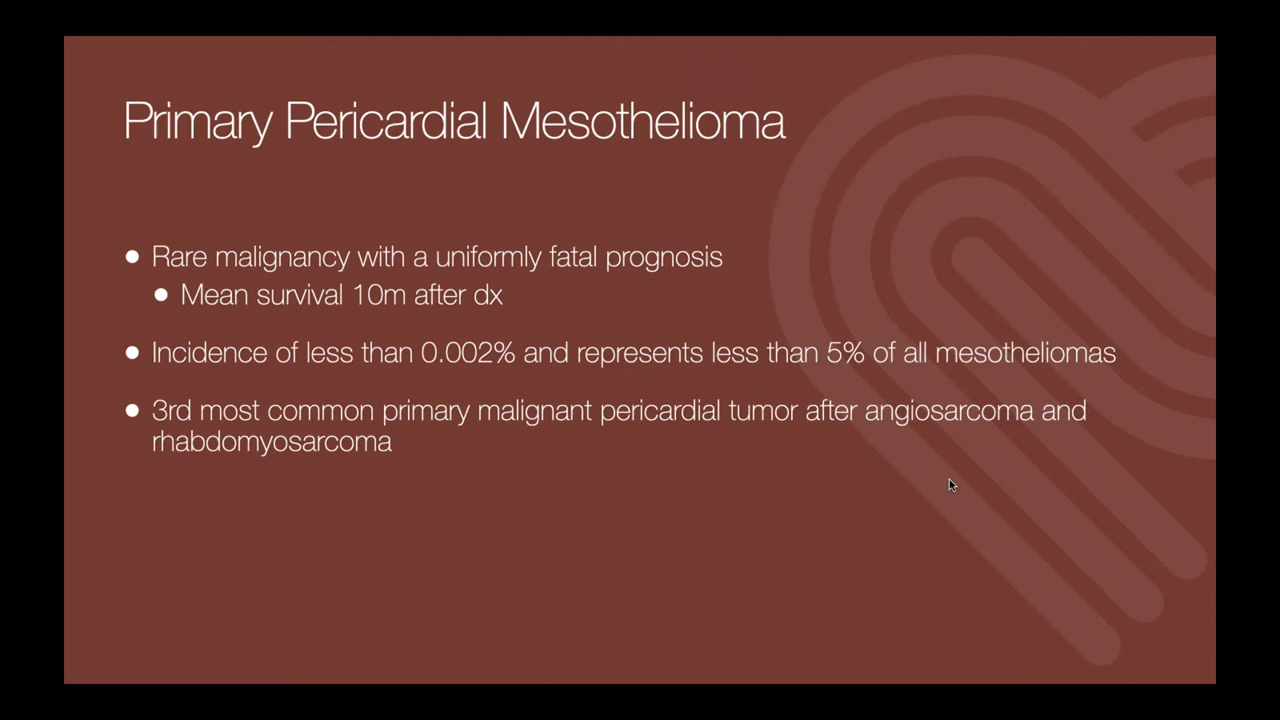 Primary Pericardial Mesothelioma
● Rare malignancy with a uniformly fatal prognosis
● Mean survival 10m after dx
● Incidence of less than 0.002% and represents less than 5% of all mesotheliomas
● 3rd most common primary malignant pericardial tumor after angiosarcoma and
rhabdomyosarcoma